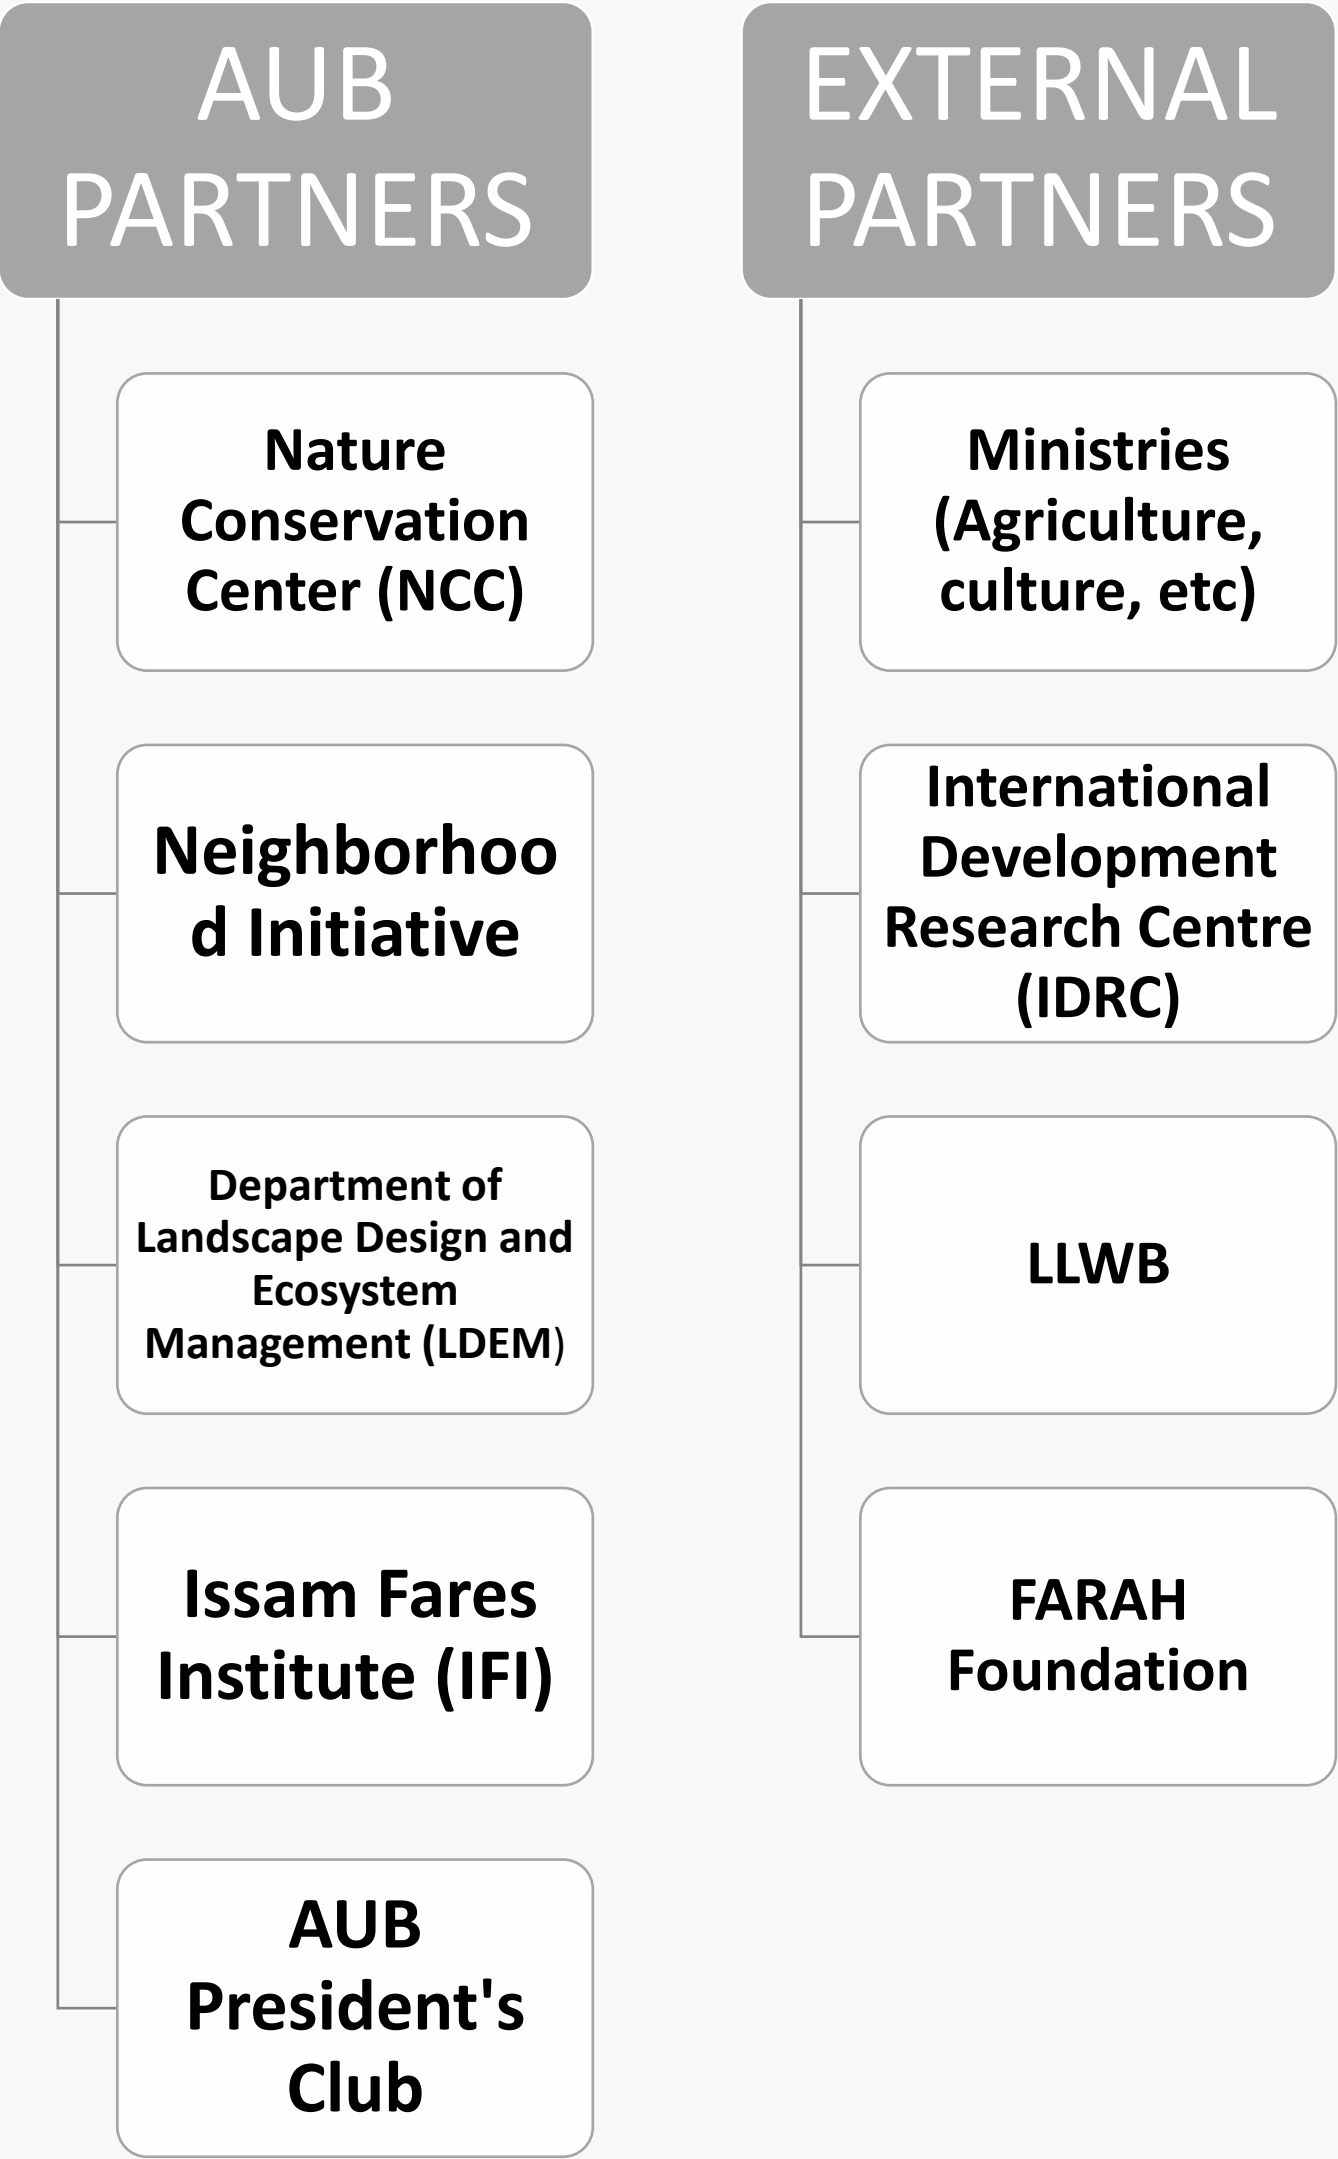 AUB
PARTNERS
Nature
Conservation
Center (NCC)
Neighborhoo
d Initiative
Department of
Landscape Design and
Ecosystem
Management (LDEM)
Issam Fares
Institute (IFI)
AUB
President's
Club
EXTERNAL
PARTNERS
Ministries
(Agriculture,
culture, etc)
International
Development
Research Centre
(IDRC)
LLWB
FARAH
Foundation